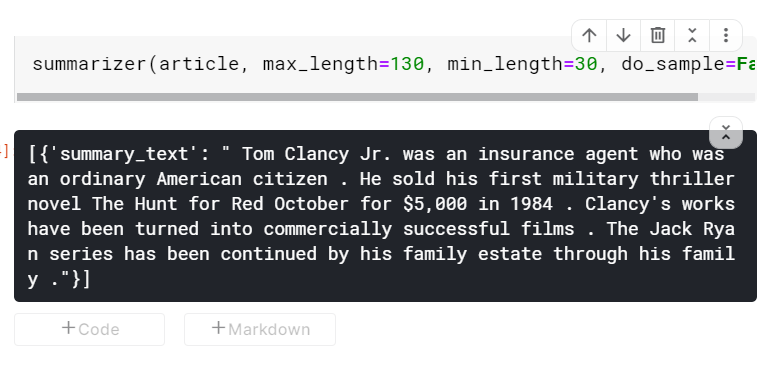 summarizer(article, max_length=130, min_length=30, do_sample=Fa
[{'summary_text': " Tom Clancy Jr. was an insurance agent who was
an ordinary American citizen . He sold his first military thriller
novel The Hunt for Red October for $5,000 in 1984 . Clancy's works
have been turned into commercially successful films . The Jack Rya
n series has been continued by his family estate through his famil
y ."}]
+Code +Markdown